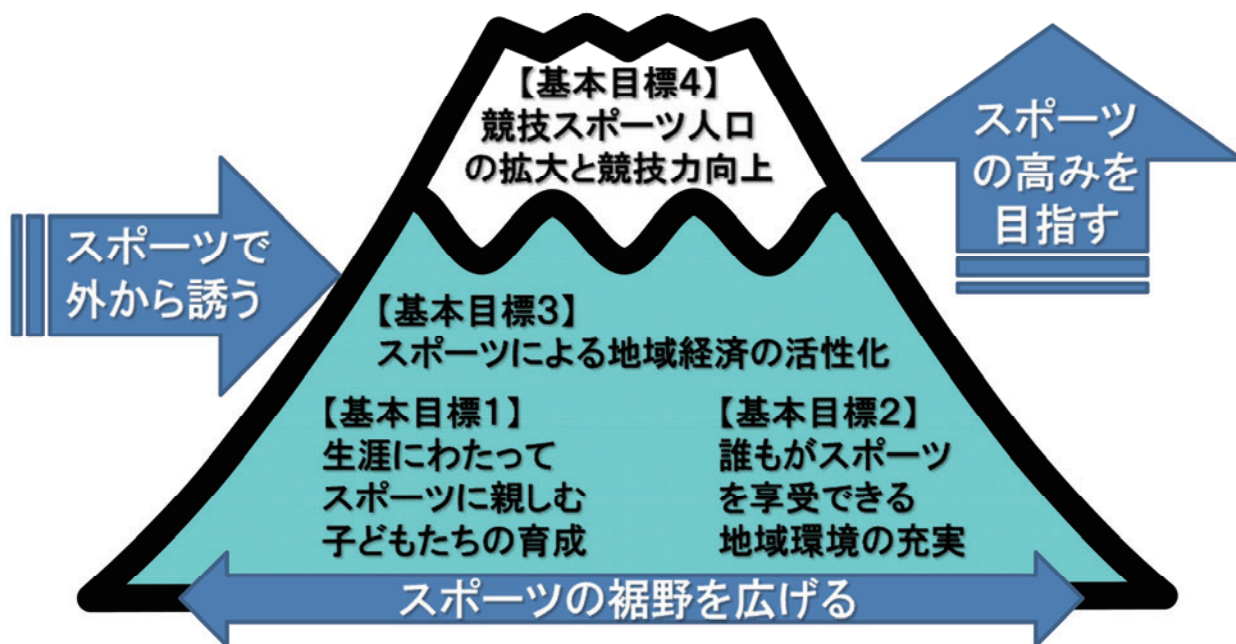 【基本目標4】
競技スポーツ人口
の拡大と競技力向上
スポーツ
の高みを
目指す
スポーツで
外から誘う
【基本目標3】
スポーツによる地域経済の活性化
【基本目標1】
生涯にわたって
スポーツに親しむ
子どもたちの育成
【基本目標2】
誰もがスポーツ
を享受できる
地域環境の充実
スポーツの裾野を広げる